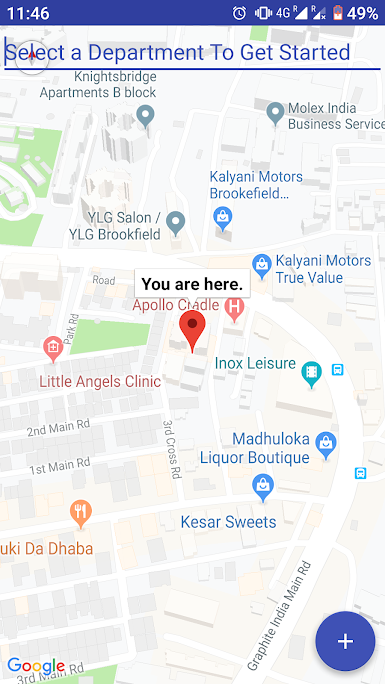 11:46
4G
R
R
49%
Select a Department To Get Started
Knightsbridge
Apartments B block
Molex India
Business Service
Kalyani Motors
Brookefield...
YLG Salon /
YLG Brookfield
Kalyani Motors
True Value
Road
You are here.
Apollo Cradle
H
Park Rd
Inox Leisure
Little Angels Clinic
2nd Main Rd
3rd Cross Rd
Madhuloka
Liquor Boutique
1st Main Rd
Kesar Sweets
uki Da Dhaba
Graphite India Main Rd
+
Google
3rd Main Rd